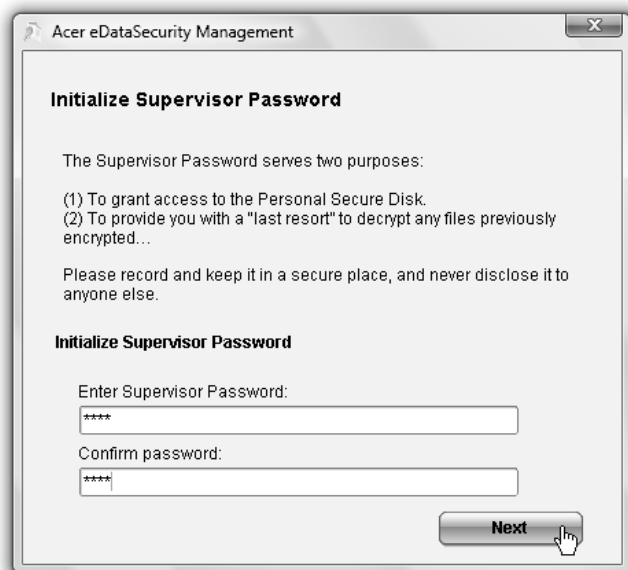 Acer eDataSecurity Management
Initialize Supervisor Password
The Supervisor Password serves two purposes:
(1) To grant access to the Personal Secure Disk.
(2) To provide you with a "last resort" to decrypt any files previously
encrypted...
Please record and keep it in a secure place, and never disclose it to
anyone else.
Initialize Supervisor Password
Enter Supervisor Password:
****
Confirm password:
****
Next